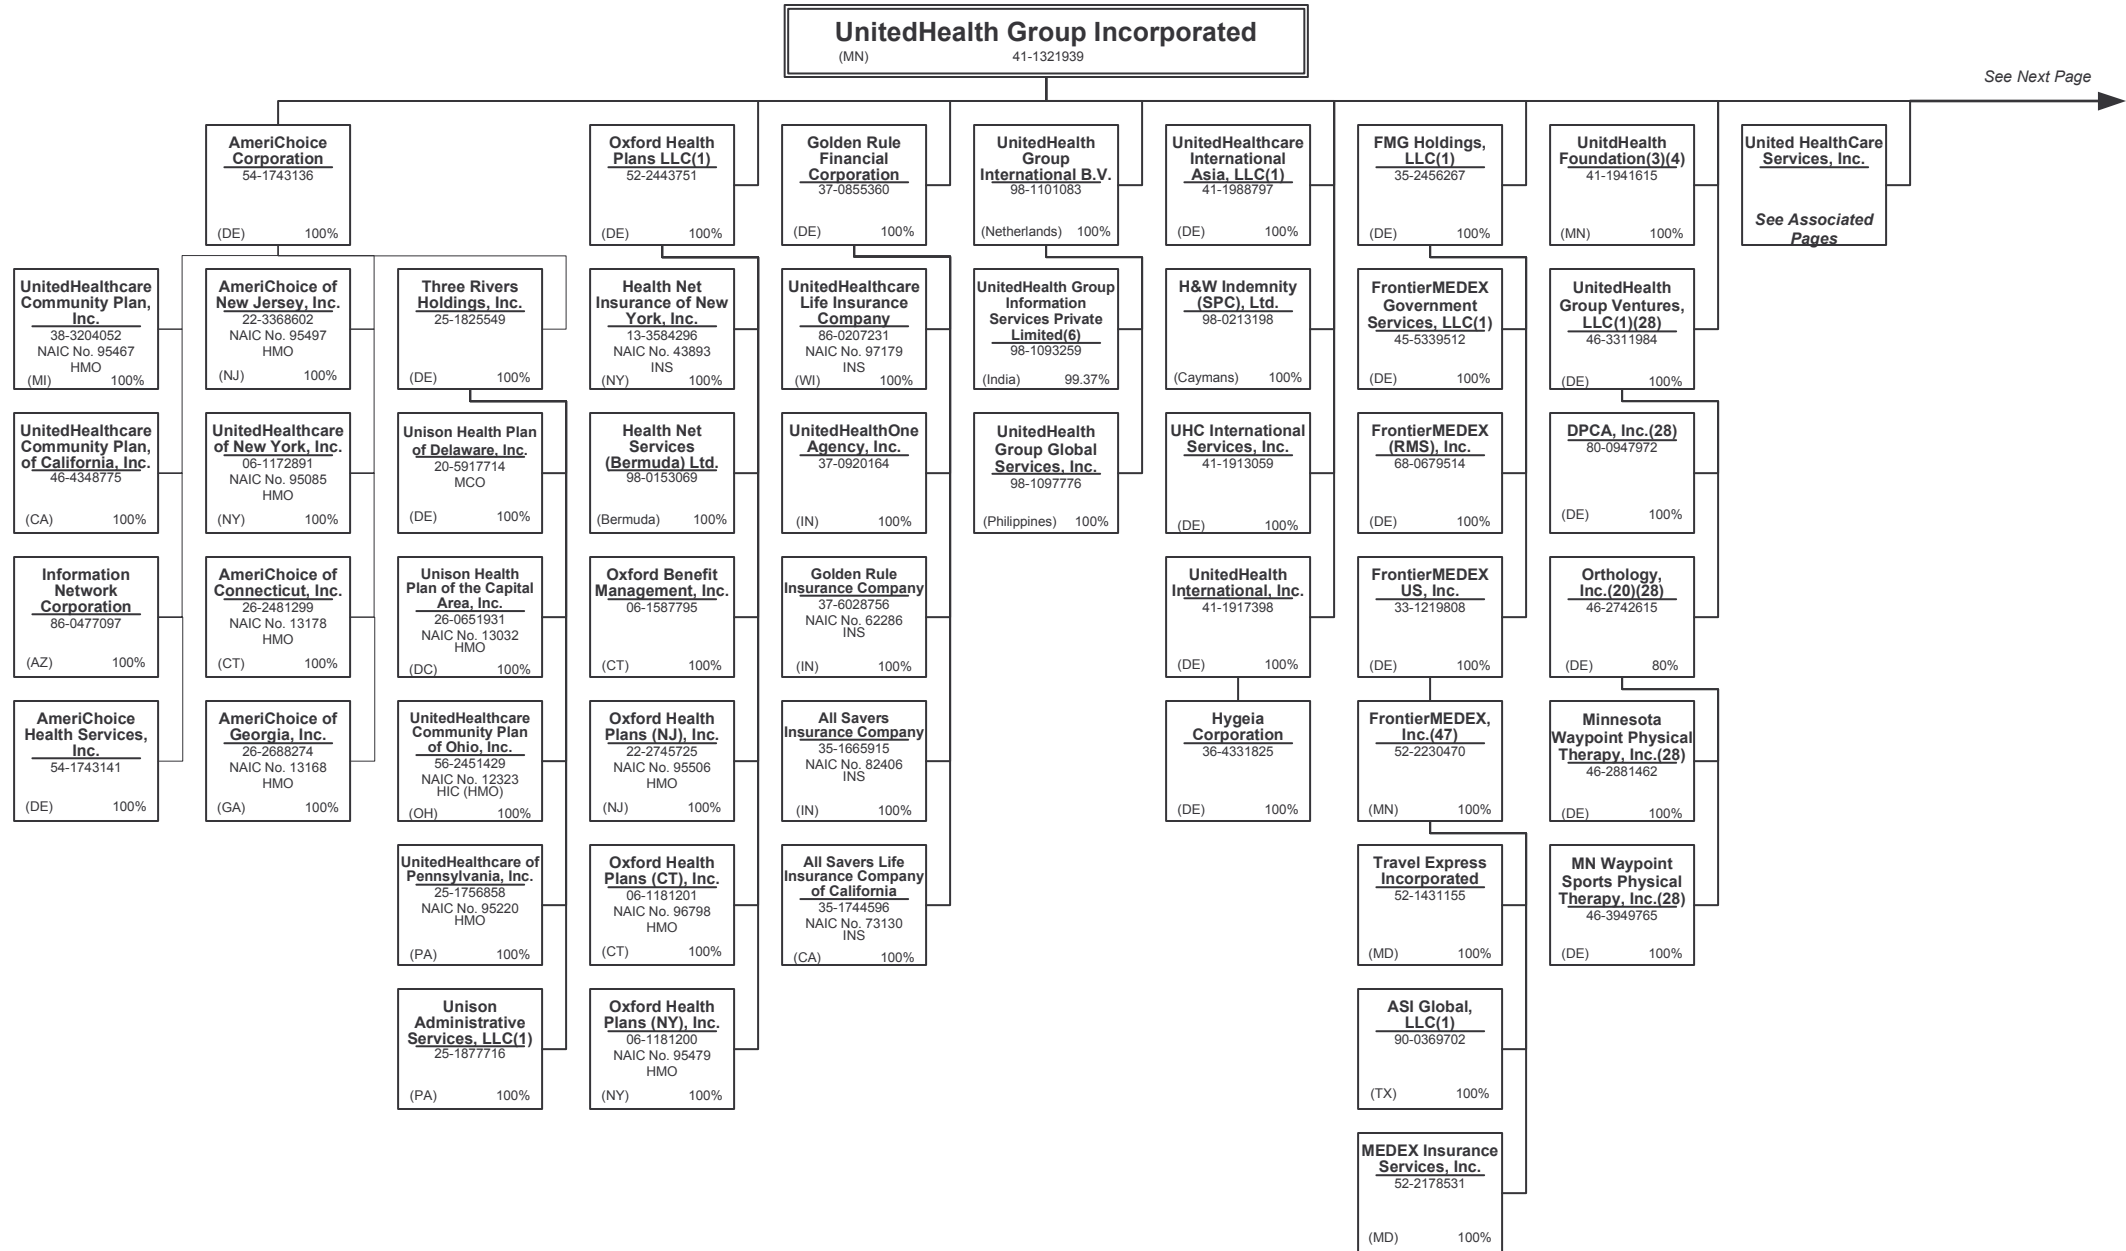 UnitedHealth Group Incorporated
(MN) 41-1321939
See Next Page
AmeriChoice
Corporation
54-1743136
(DE) 100%
Oxford Health
Plans LLC(1)
52-2443751
(DE) 100%
Golden Rule
Financial
Corporation
37-0855360
(DE) 100%
UnitedHealth
Group
International B.V.
98-1101083
(Netherlands) 100%
UnitedHealthcare
International
Asia, LLC(1)
41-1988797
(DE) 100%
FMG Holdings,
LLC(1)
35-2456267
(DE) 100%
UnitdHealth
Foundation(3)(4)
41-1941615
(MN) 100%
United HealthCare
Services, Inc.
See Associated
Pages
UnitedHealthcare
Community Plan,
Inc.
38-3204052
NAIC No. 95467
HMO
(MI) 100%
AmeriChoice of
New Jersey, Inc.
22-3368602
NAIC No. 95497
HMO
(NJ) 100%
Three Rivers
Holdings, Inc.
25-1825549
(DE) 100%
Health Net
Insurance of New
York, Inc.
13-3584296
NAIC No. 43893
INS
(NY) 100%
UnitedHealthcare
Life Insurance
Company
86-0207231
NAIC No. 97179
INS
(WI) 100%
UnitedHealth Group
Information
Services Private
Limited(6)
98-1093259
(India) 99.37%
H&W Indemnity
(SPC), Ltd.
98-0213198
(Caymans) 100%
FrontierMEDEX
Government
Services, LLC(1)
45-5339512
(DE) 100%
UnitedHealth
Group Ventures,
LLC(1)(28)
46-3311984
(DE) 100%
UnitedHealthcare
Community Plan,
of California, Inc.
46-4348775
(CA) 100%
UnitedHealthcare
of New York, Inc.
06-1172891
NAIC No. 95085
HMO
(NY) 100%
Unison Health Plan
of Delaware, Inc.
20-5917714
MCO
(DE) 100%
Health Net
Services
(Bermuda) Ltd.
98-0153069
(Bermuda) 100%
UnitedHealthOne
Agency, Inc.
37-0920164
(IN) 100%
UnitedHealth
Group Global
Services, Inc.
98-1097776
(Philippines) 100%
UHC International
Services, Inc.
41-1913059
(DE) 100%
FrontierMEDEX
(RMS), Inc.
68-0679514
(DE) 100%
DPCA, Inc.(28)
80-0947972
(DE) 100%
Information
Network
Corporation
86-0477097
(AZ) 100%
AmeriChoice of
Connecticut, Inc.
26-2481299
NAIC No. 13178
HMO
(CT) 100%
Unison Health
Plan of the Capital
Area, Inc.
26-0651931
NAIC No. 13032
HMO
(DC) 100%
Oxford Benefit
Management, Inc.
06-1587795
(CT) 100%
Golden Rule
Insurance Company
37-6028756
NAIC No. 62286
INS
(IN) 100%
UnitedHealth
International, Inc.
41-1917398
(DE) 100%
FrontierMEDEX
US, Inc.
33-1219808
(DE) 100%
Orthology,
Inc.(20)(28)
46-2742615
(DE) 80%
AmeriChoice
Health Services,
Inc.
54-1743141
(DE) 100%
AmeriChoice of
Georgia, Inc.
26-2688274
NAIC No. 13168
HMO
(GA) 100%
UnitedHealthcare
Community Plan
of Ohio, Inc.
56-2451429
NAIC No. 12323
HIC (HMO)
(OH) 100%
Oxford Health
Plans (NJ), Inc.
22-2745725
NAIC No. 95506
HMO
(NJ) 100%
All Savers
Insurance Company
35-1665915
NAIC No. 82406
INS
(IN) 100%
Hygeia
Corporation
36-4331825
(DE) 100%
FrontierMEDEX,
Inc.(47)
52-2230470
(MN) 100%
Minnesota
Waypoint Physical
Therapy, Inc.(28)
46-2881462
(DE) 100%
UnitedHealthcare of
Pennsylvania, Inc.
25-1756858
NAIC No. 95220
HMO
(PA) 100%
Oxford Health
Plans (CT), Inc.
06-1181201
NAIC No. 96798
HMO
(CT) 100%
All Savers Life
Insurance Company
of California
35-1744596
NAIC No. 73130
INS
(CA) 100%
Travel Express
Incorporated
52-1431155
(MD) 100%
MN Waypoint
Sports Physical
Therapy, Inc.(28)
46-3949765
(DE) 100%
Unison
Administrative
Services, LLC(1)
25-1877716
(PA) 100%
Oxford Health
Plans (NY), Inc.
06-1181200
NAIC No. 95479
HMO
(NY) 100%
ASI Global,
LLC(1)
90-0369702
(TX) 100%
MEDEX Insurance
Services, Inc.
52-2178531
(MD) 100%